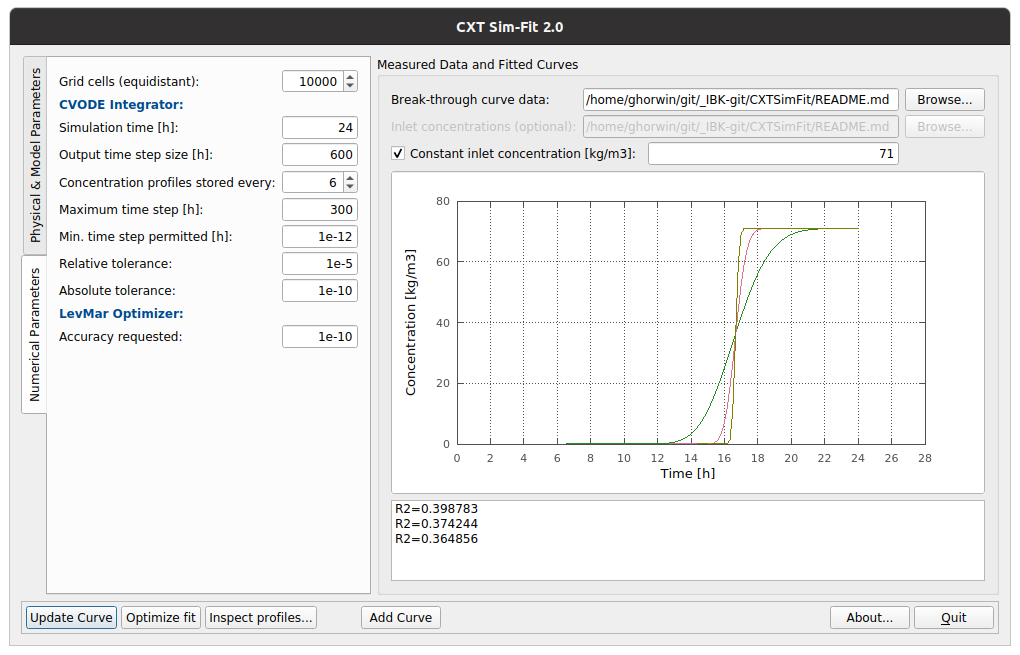 CXT Sim-Fit 2.0
Physical & Model Parameters
Numerical Parameters
Grid cells (equidistant): 10000
CVODE Integrator:
Simulation time [h]: 24
Output time step size [h]: 600
Concentration profiles stored every: 6
Maximum time step [h]: 300
Min. time step permitted [h]: 1e-12
Relative tolerance: 1e-5
Absolute tolerance: 1e-10
LevMar Optimizer:
Accuracy requested: 1e-10
Measured Data and Fitted Curves
Break-through curve data: /home/ghorwin/git/_IBK-git/CXTSimFit/README.md Browse...
Inlet concentrations (optional): /home/ghorwin/git/_IBK-git/CXTSimFit/README.md Browse...
Constant inlet concentration [kg/m3]: 71
Concentration [kg/m3]
80
60
40
20
0
0 2 4 6 8 10 12 14 16 18 20 22 24 26 28
Time [h]
R2=0.398783
R2=0.374244
R2=0.364856
Update Curve Optimize fit Inspect profiles... Add Curve About... Quit